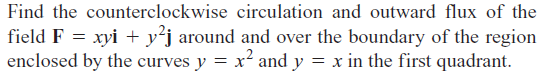 Find the counterclockwise circulation and outward flux of the
field F = xyi + y²j around and over the boundary of the region
enclosed by the curves y = x² and y = x in the first quadrant.